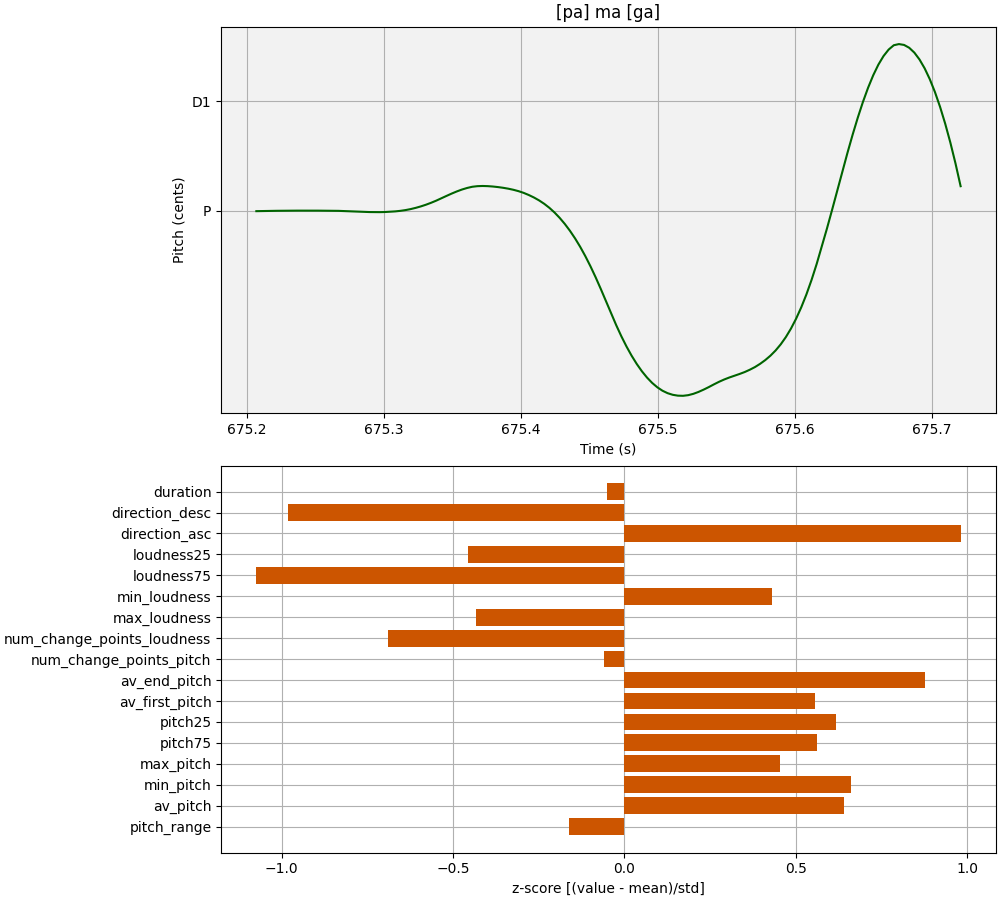 [pa] ma [ga]
D1
P
Pitch (cents)
675.2 675.3 675.4 675.5 675.6 675.7
Time (s)
duration
direction_desc
direction_asc
loudness25
loudness75
min_loudness
max_loudness
num_change_points_loudness
num_change_points_pitch
av_end_pitch
av_first_pitch
pitch25
pitch75
max_pitch
min_pitch
av_pitch
pitch_range
−1.0 −0.5 0.0 0.5 1.0
z-score [(value - mean)/std]